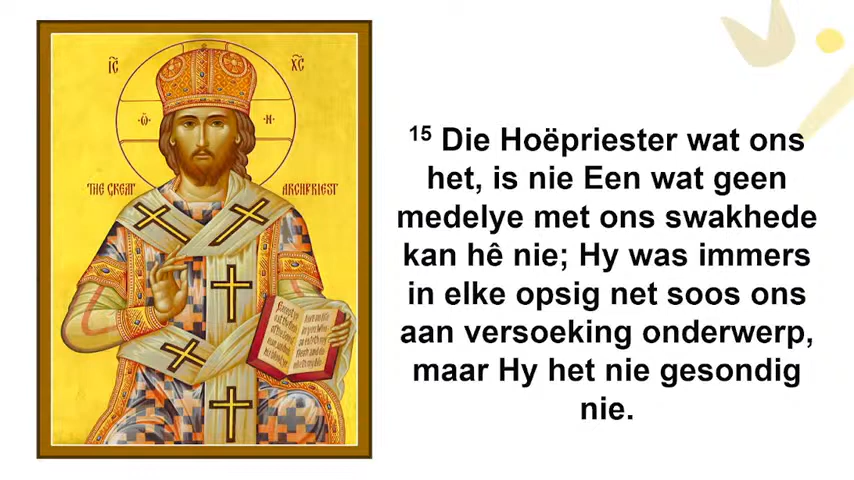 IC XC
Ѡ Н
THE GREAT ARCHPRIEST
15 Die Hoëpriester wat ons
het, is nie Een wat geen
medelye met ons swakhede
kan hê nie; Hy was immers
in elke opsig net soos ons
aan versoeking onderwerp,
maar Hy het nie gesondig
nie.